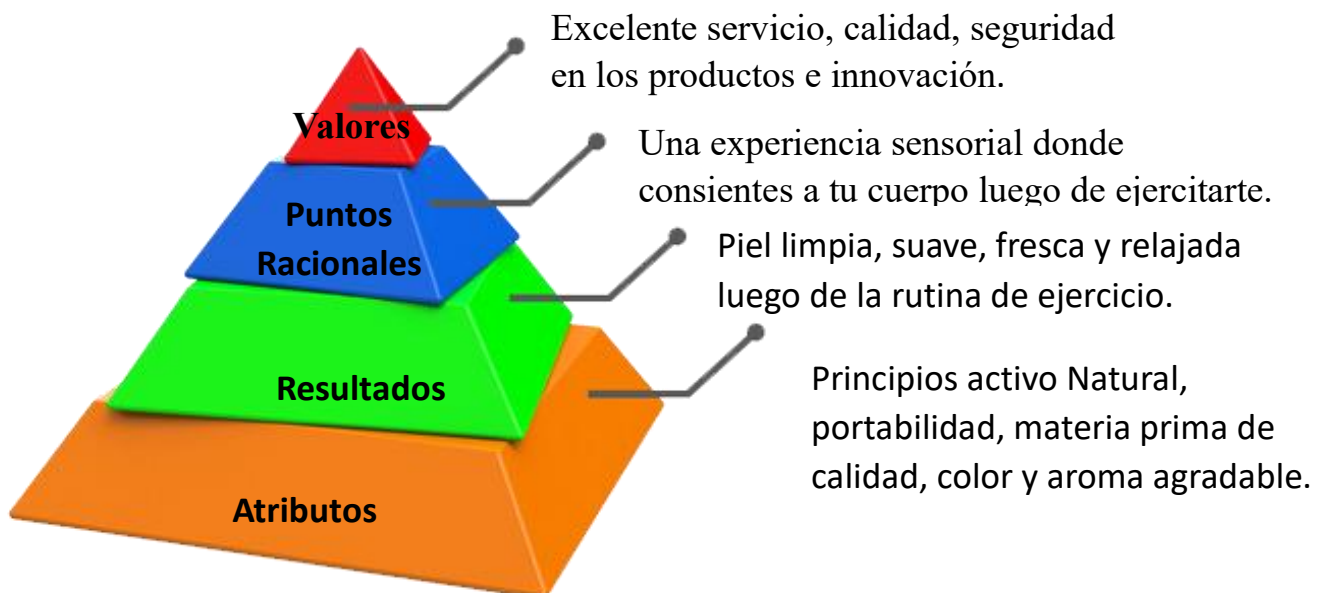 Excelente servicio, calidad, seguridad
en los productos e innovación.
Valores
Una experiencia sensorial donde
consientes a tu cuerpo luego de ejercitarte.
Puntos
Racionales
Piel limpia, suave, fresca y relajada
luego de la rutina de ejercicio.
Resultados
Principios activo Natural,
portabilidad, materia prima de
calidad, color y aroma agradable.
Atributos